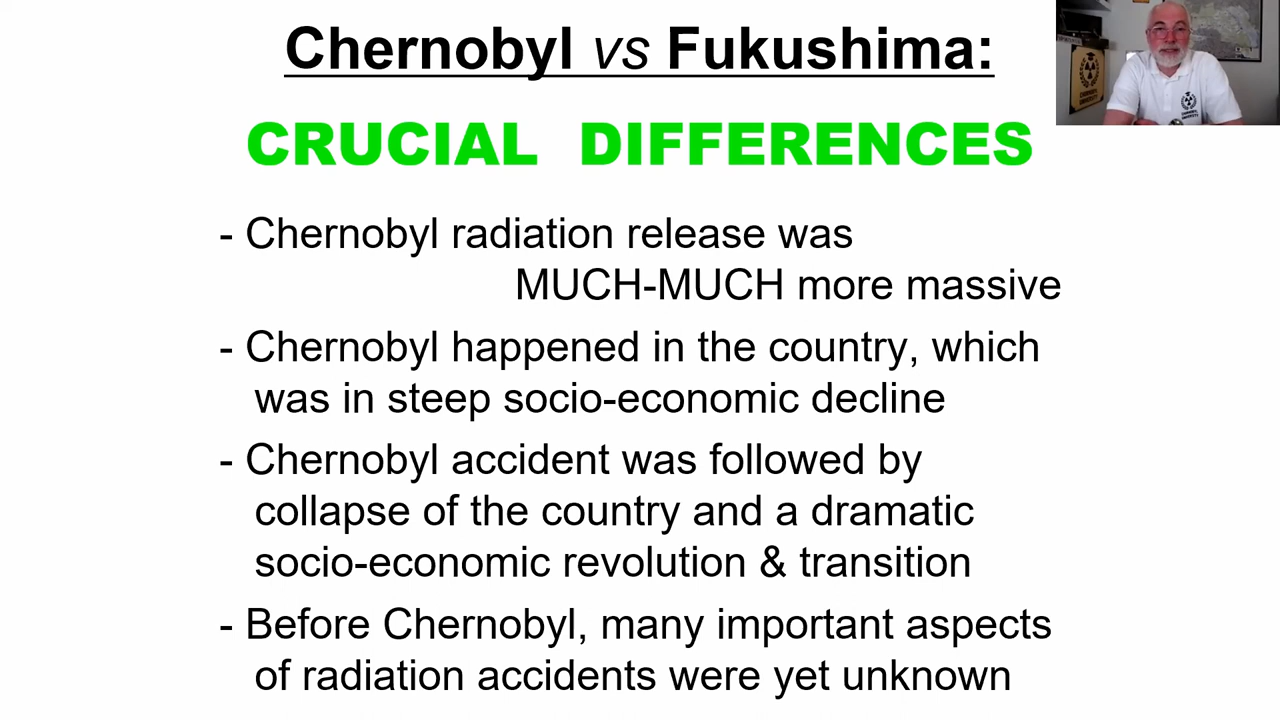 Chernobyl vs Fukushima:
CRUCIAL DIFFERENCES
- Chernobyl radiation release was
MUCH-MUCH more massive
- Chernobyl happened in the country, which
was in steep socio-economic decline
- Chernobyl accident was followed by
collapse of the country and a dramatic
socio-economic revolution & transition
- Before Chernobyl, many important aspects
of radiation accidents were yet unknown